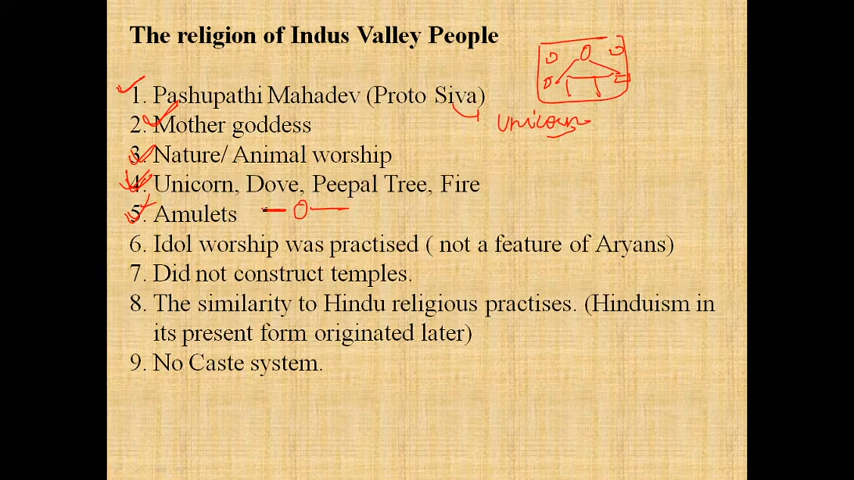 The religion of Indus Valley People
1. Pashupathi Mahadev (Proto Siva)
Unicorn
2. Mother goddess
3. Nature/ Animal worship
4. Unicorn, Dove, Peepal Tree, Fire
5. Amulets
6. Idol worship was practised ( not a feature of Aryans)
7. Did not construct temples.
8. The similarity to Hindu religious practises. (Hinduism in
its present form originated later)
9. No Caste system.